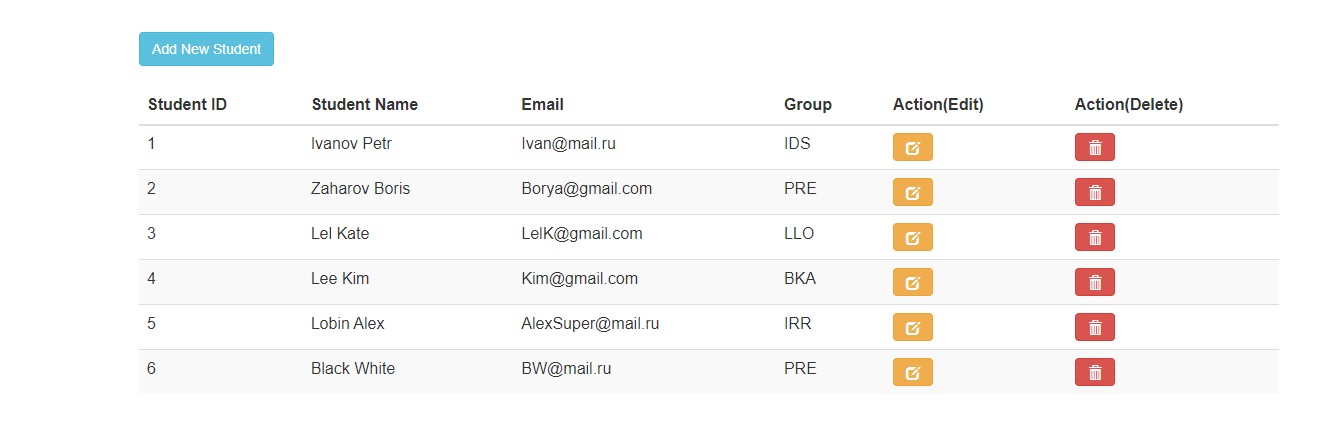 Add New Student
Student ID Student Name Email Group Action(Edit) Action(Delete)
1 Ivanov Petr Ivan@mail.ru IDS
2 Zaharov Boris Borya@gmail.com PRE
3 Lel Kate LelK@gmail.com LLO
4 Lee Kim Kim@gmail.com BKA
5 Lobin Alex AlexSuper@mail.ru IRR
6 Black White BW@mail.ru PRE